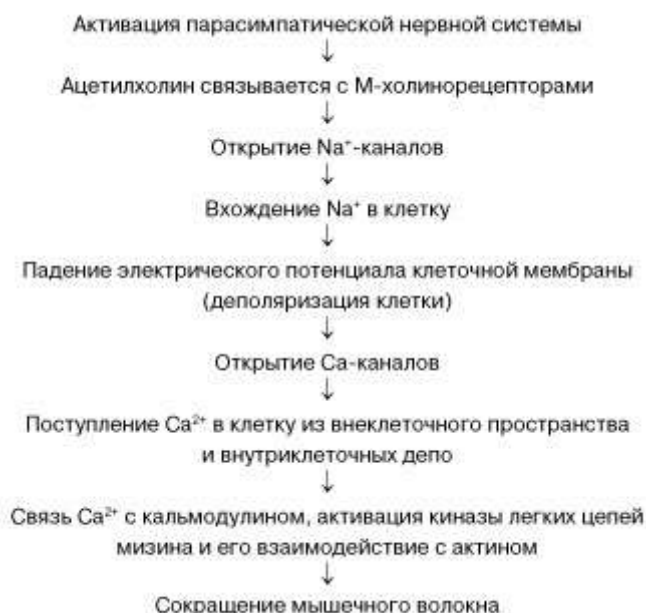 Активация парасимпатической нервной системы
↓
Ацетилхолин связывается с М-холинорецепторами
↓
Открытие Na⁺-каналов
↓
Вхождение Na⁺ в клетку
↓
Падение электрического потенциала клеточной мембраны
(деполяризация клетки)
↓
Открытие Ca-каналов
↓
Поступление Ca²⁺ в клетку из внеклеточного пространства
и внутриклеточных депо
↓
Связь Ca²⁺ с кальмодулином, активация киназы легких цепей
мизина и его взаимодействие с актином
↓
Сокращение мышечного волокна